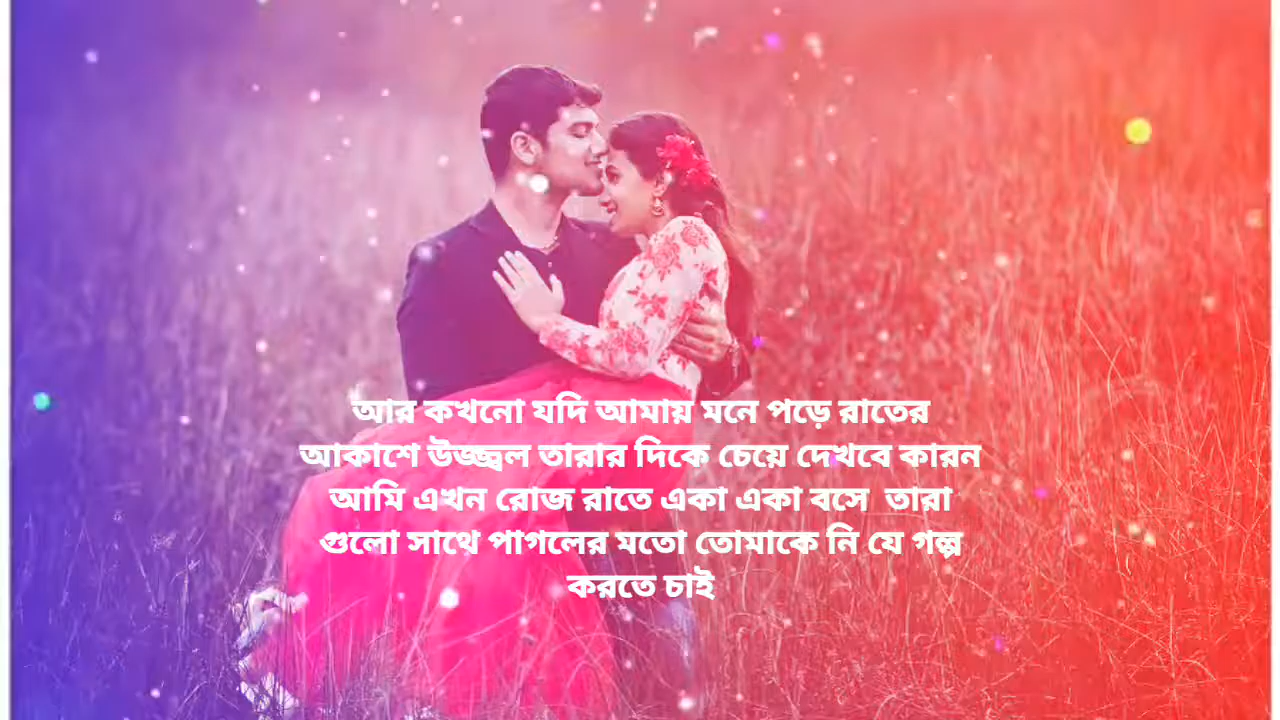 আর কখনো যদি আমায় মনে পড়ে রাতের
আকাশে উজ্জ্বল তারার দিকে চেয়ে দেখবে কারন
আমি এখন রোজ রাতে একা একা বসে  তারা
গুলো সাথে পাগলের মতো তোমাকে নি যে গল্প
করতে চাই